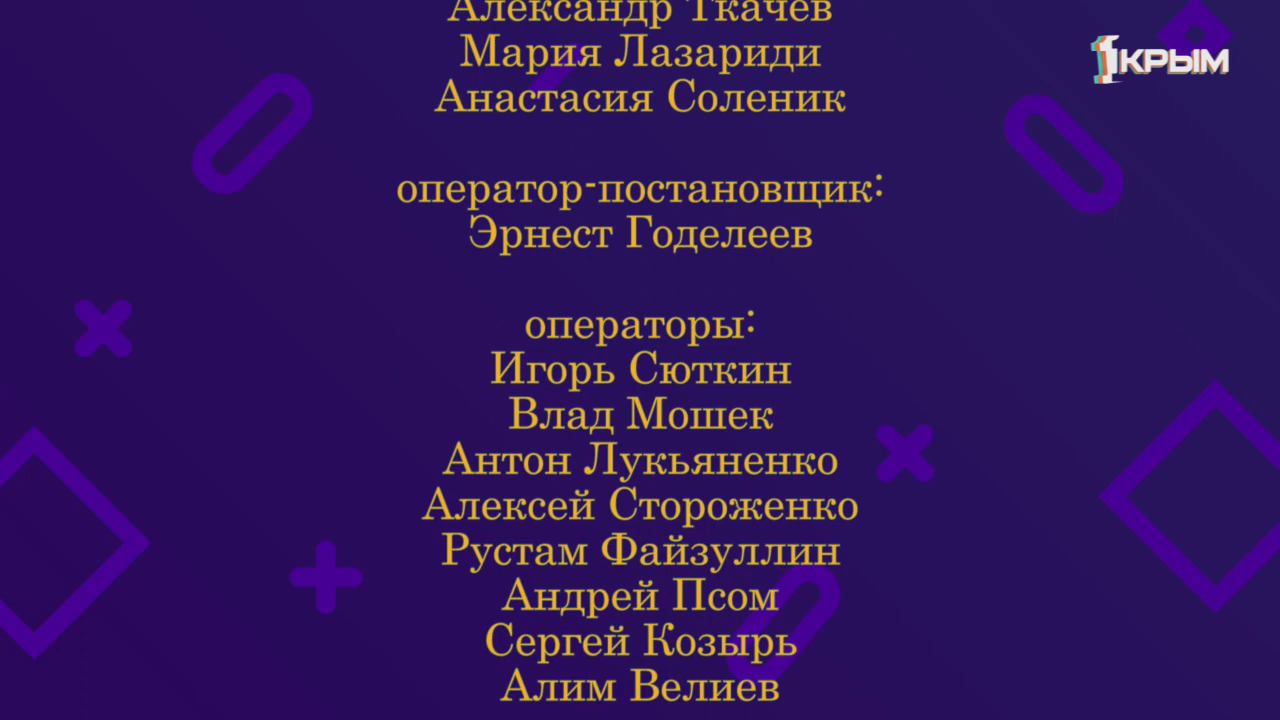 Александр Ткачев
Мария Лазариди
Анастасия Соленик
оператор-постановщик:
Эрнест Годелеев
операторы:
Игорь Сюткин
Влад Мошек
Антон Лукьяненко
Алексей Стороженко
Рустам Файзуллин
Андрей Псом
Сергей Козырь
Алим Велиев
1КРЫМ